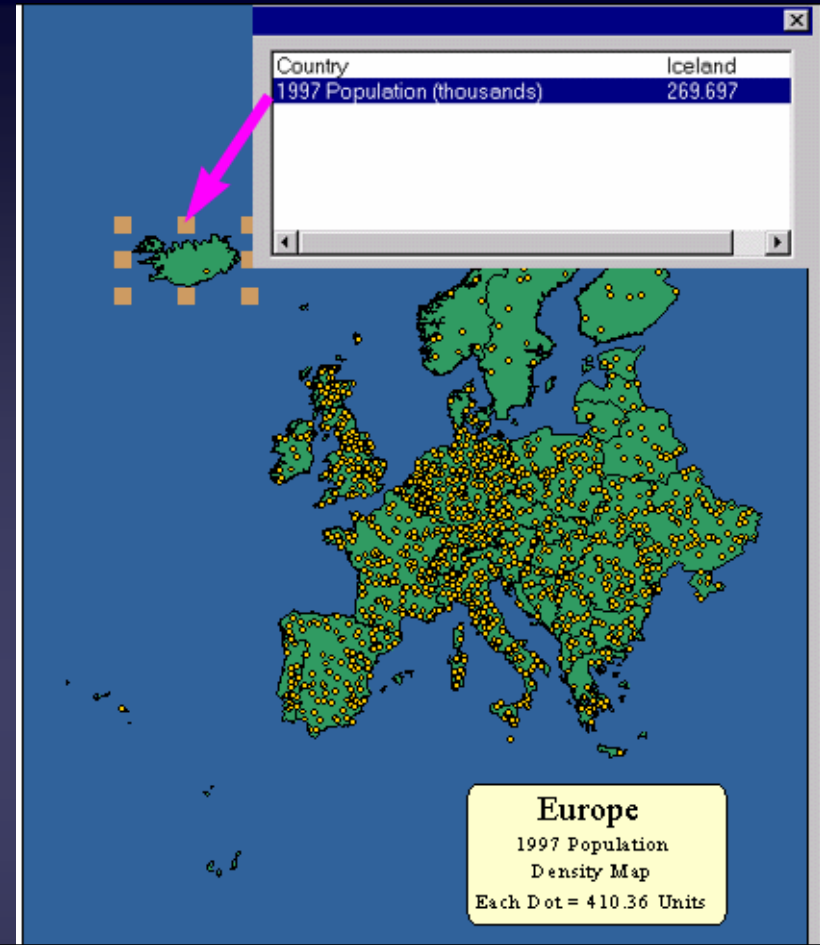 Country Iceland
1997 Population (thousands) 269.697
Europe
1997 Population
Density Map
Each Dot = 410.36 Units